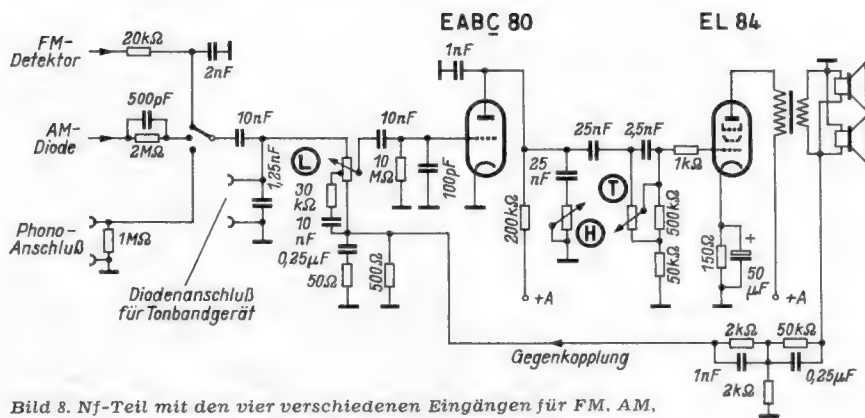 EABC 80
EL 84
FM-
Detektor
20kΩ
2nF
500pF
AM-
Diode
2MΩ
10nF
1,25nF
Phono-
Anschluß
1MΩ
Diodenanschluß
für Tonbandgerät
L
30
kΩ
10
nF
0,25µF
50Ω
500Ω
10nF
10
MΩ
100pF
1nF
200kΩ
+A
25
nF
H
25nF
2,5nF
T
500kΩ
50kΩ
1kΩ
150Ω
+
50
µF
+A
Gegenkopplung
2kΩ
50kΩ
1nF
2kΩ
0,25µF
Bild 8. Nf-Teil mit den vier verschiedenen Eingängen für FM, AM,